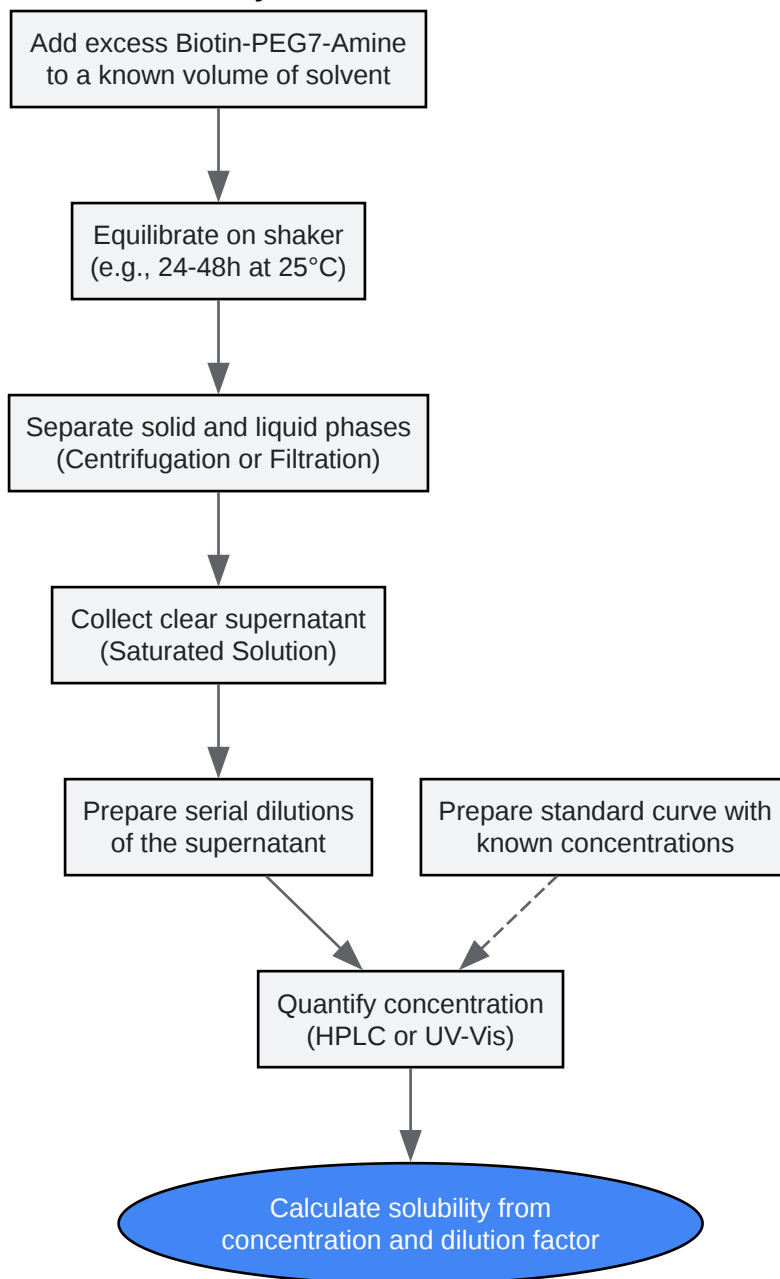 Add excess Biotin-PEG7-Amine
to a known volume of solvent
Equilibrate on shaker
(e.g., 24-48h at 25°C)
Separate solid and liquid phases
(Centrifugation or Filtration)
Collect clear supernatant
(Saturated Solution)
Prepare serial dilutions
of the supernatant
Prepare standard curve with
known concentrations
Quantify concentration
(HPLC or UV-Vis)
Calculate solubility from
concentration and dilution factor